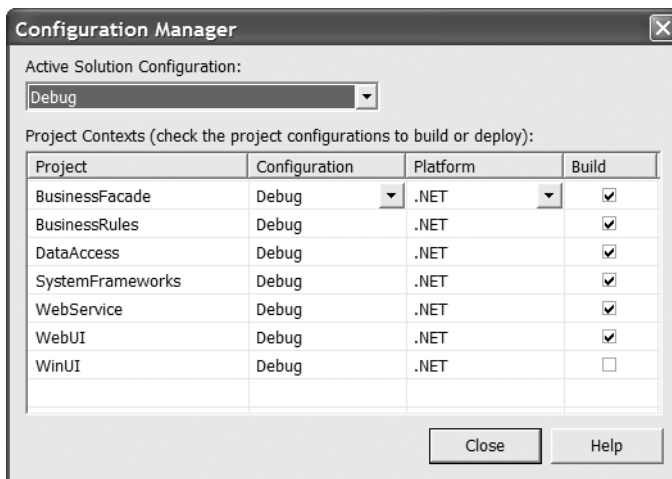 Configuration Manager
Active Solution Configuration:
Debug
Project Contexts (check the project configurations to build or deploy):
Project Configuration Platform Build
BusinessFacade Debug .NET
BusinessRules Debug .NET
DataAccess Debug .NET
SystemFrameworks Debug .NET
WebService Debug .NET
WebUI Debug .NET
WinUI Debug .NET
Close Help